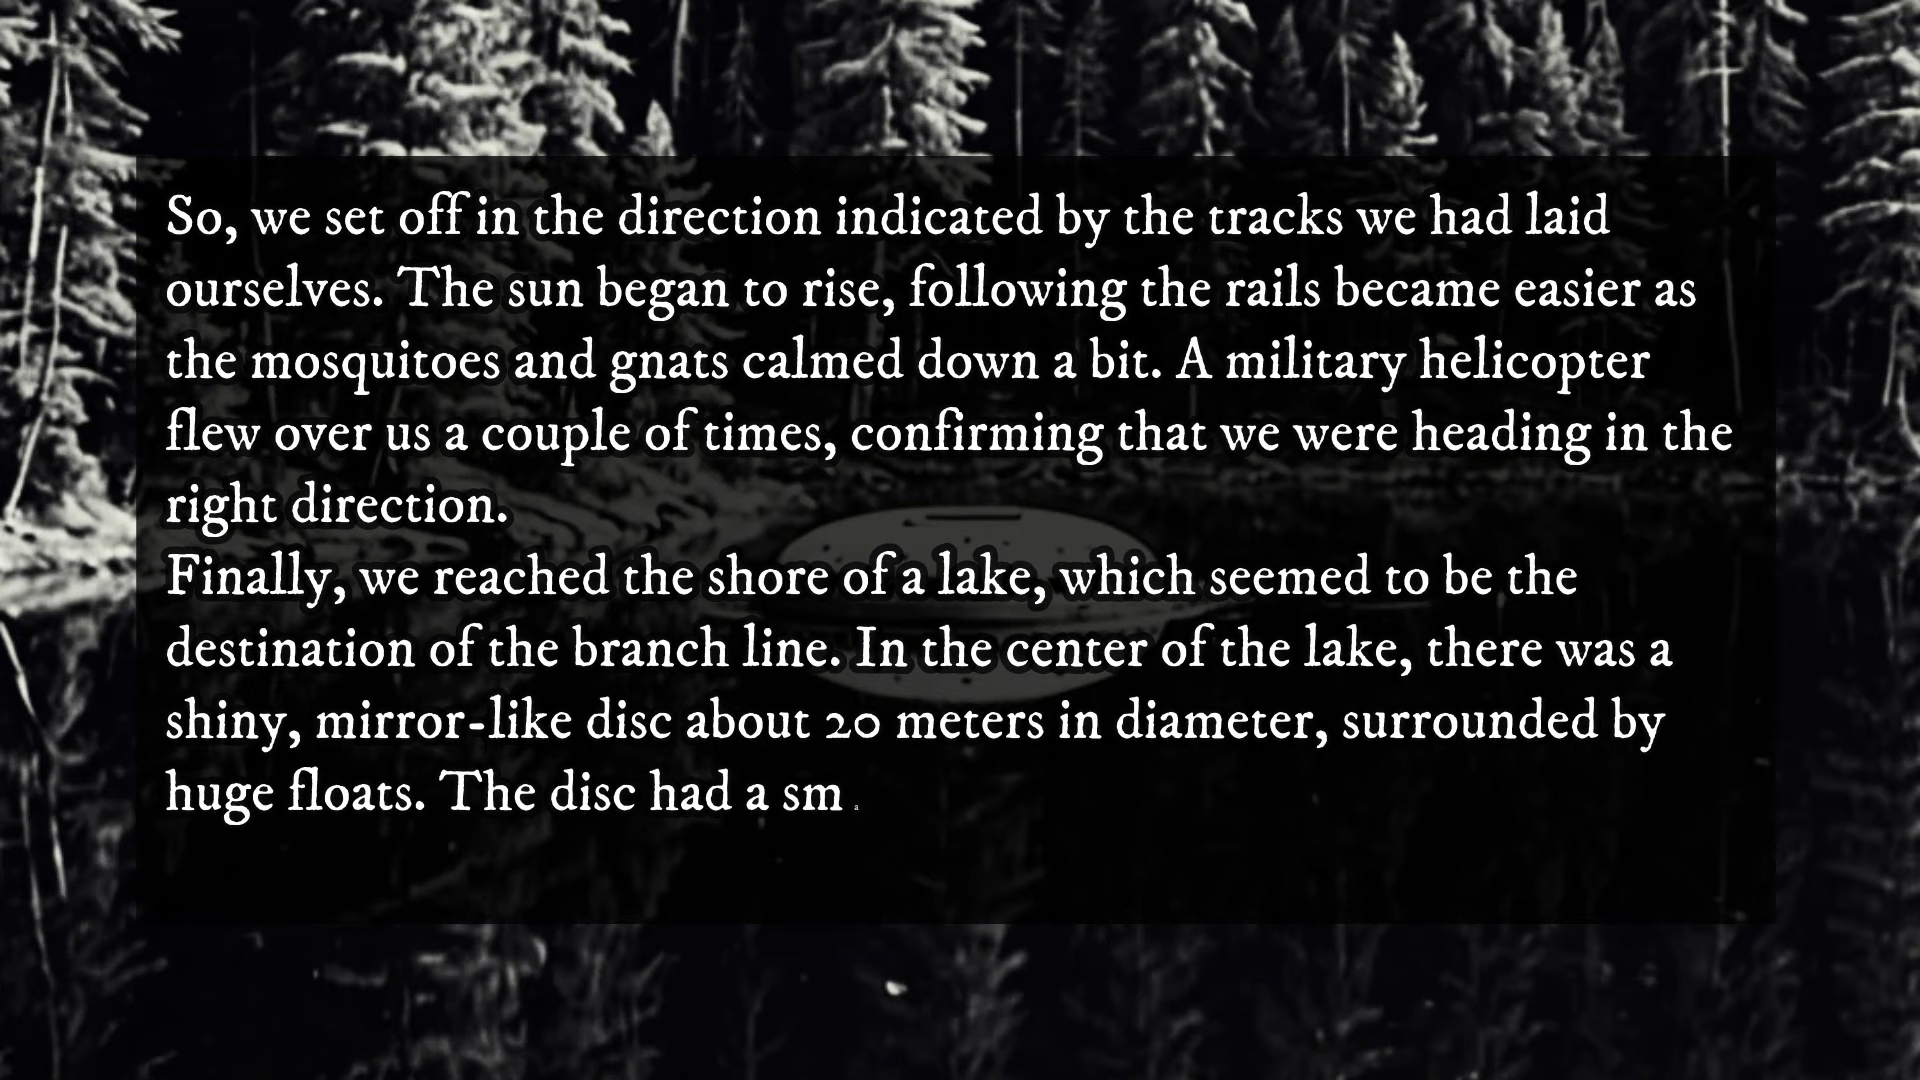 So, we set off in the direction indicated by the tracks we had laid
ourselves. The sun began to rise, following the rails became easier as
the mosquitoes and gnats calmed down a bit. A military helicopter
flew over us a couple of times, confirming that we were heading in the
right direction.
Finally, we reached the shore of a lake, which seemed to be the
destination of the branch line. In the center of the lake, there was a
shiny, mirror-like disc about 20 meters in diameter, surrounded by
huge floats. The disc had a sm a